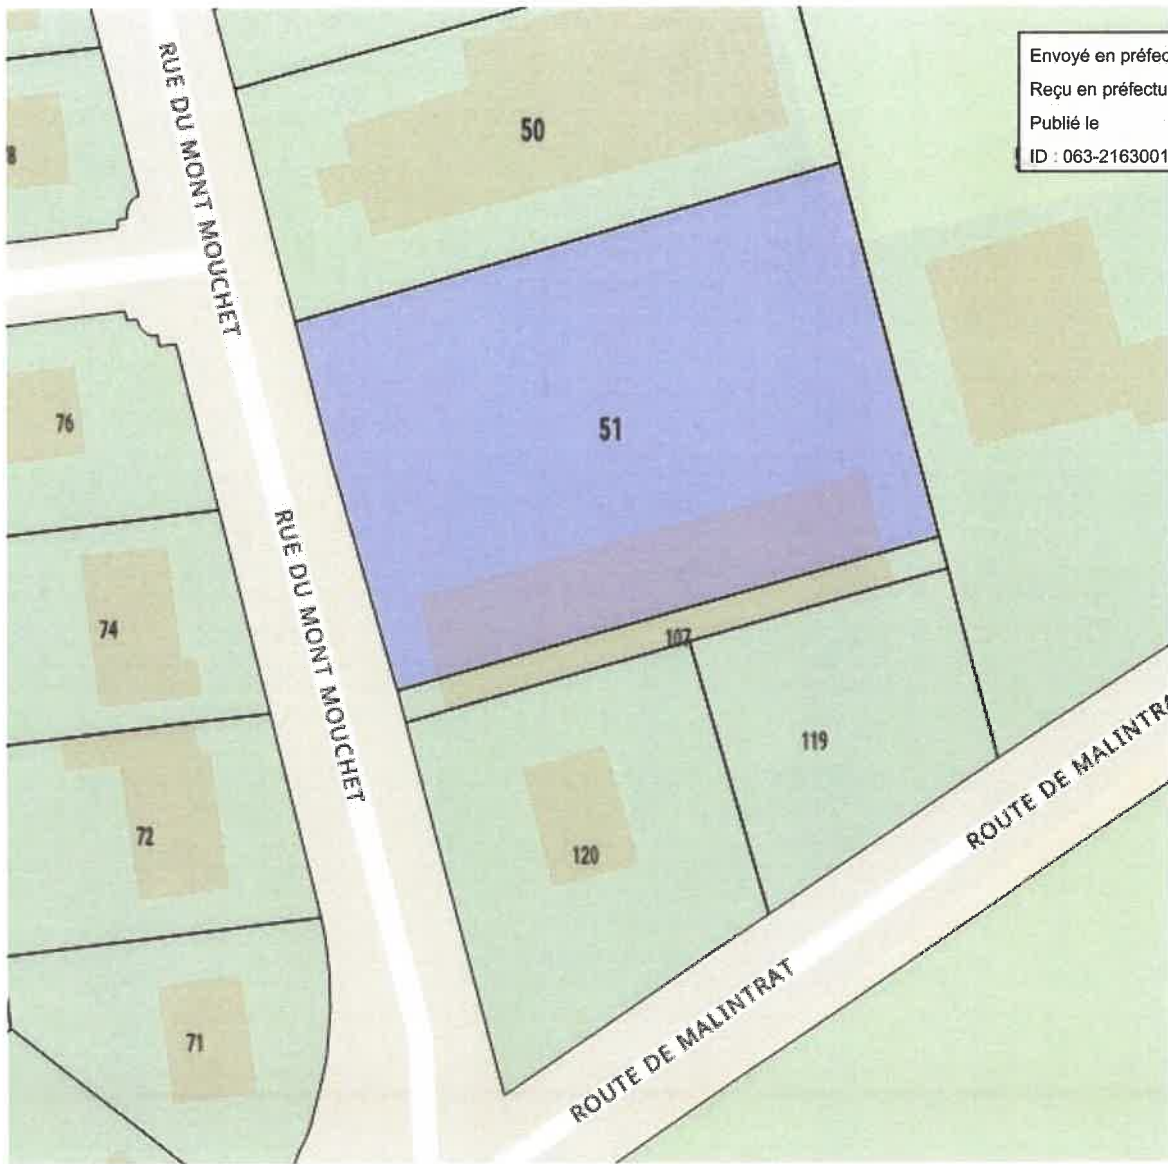 Envoyé en préfec
Reçu en préfectu
Publié le
ID : 063-2163001
RUE DU MONT MOUCHET
50
8
76
51
RUE DU MONT MOUCHET
74
107
119
72
120
ROUTE DE MALINTRA
71
ROUTE DE MALINTRAT